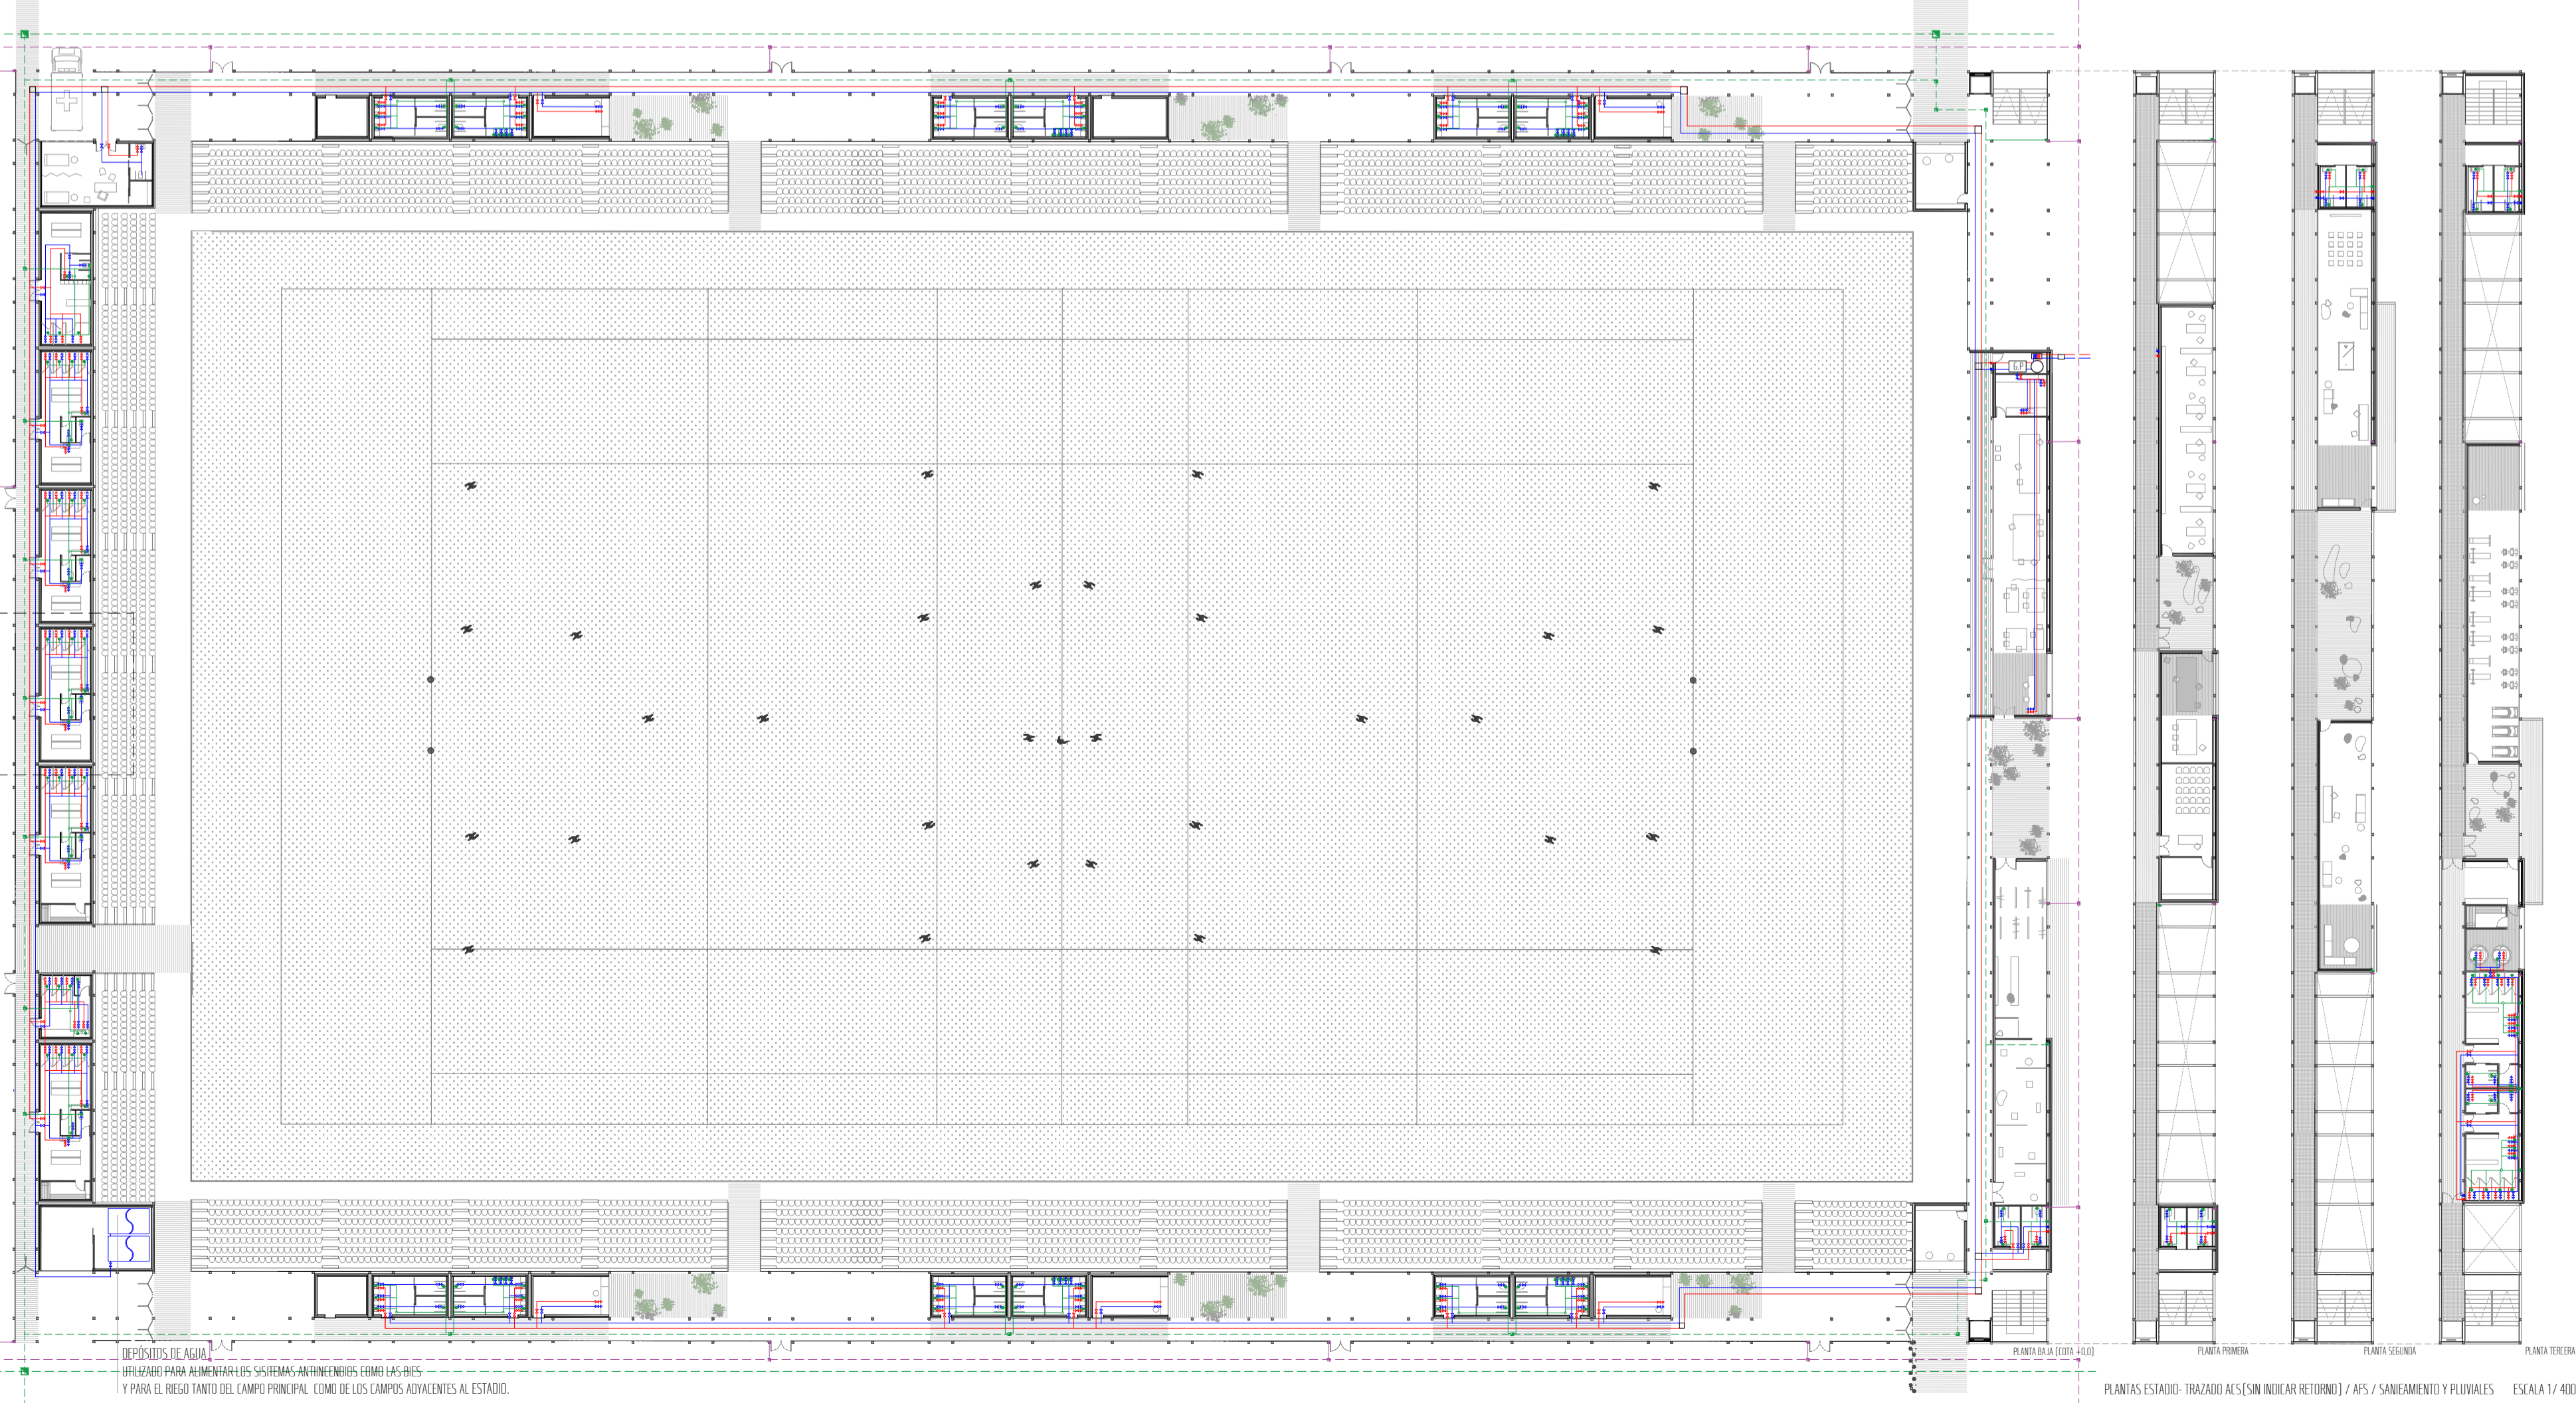 G.P
DEPÓSITOS DE AGUA
UTILIZADO PARA ALIMENTAR LOS SISITEMAS ANTIINCENDIOS COMO LAS BIES
Y PARA EL RIEGO TANTO DEL CAMPO PRINCIPAL COMO DE LOS CAMPOS ADYACENTES AL ESTADIO.
PLANTA BAJA (COTA + 0,0)
PLANTA PRIMERA
PLANTA SEGUNDA
PLANTA TERCERA
PLANTAS ESTADIO- TRAZADO ACS(SIN INDICAR RETORNO) / AFS / SANIEAMIENTO Y PLUVIALES ESCALA 1/ 400